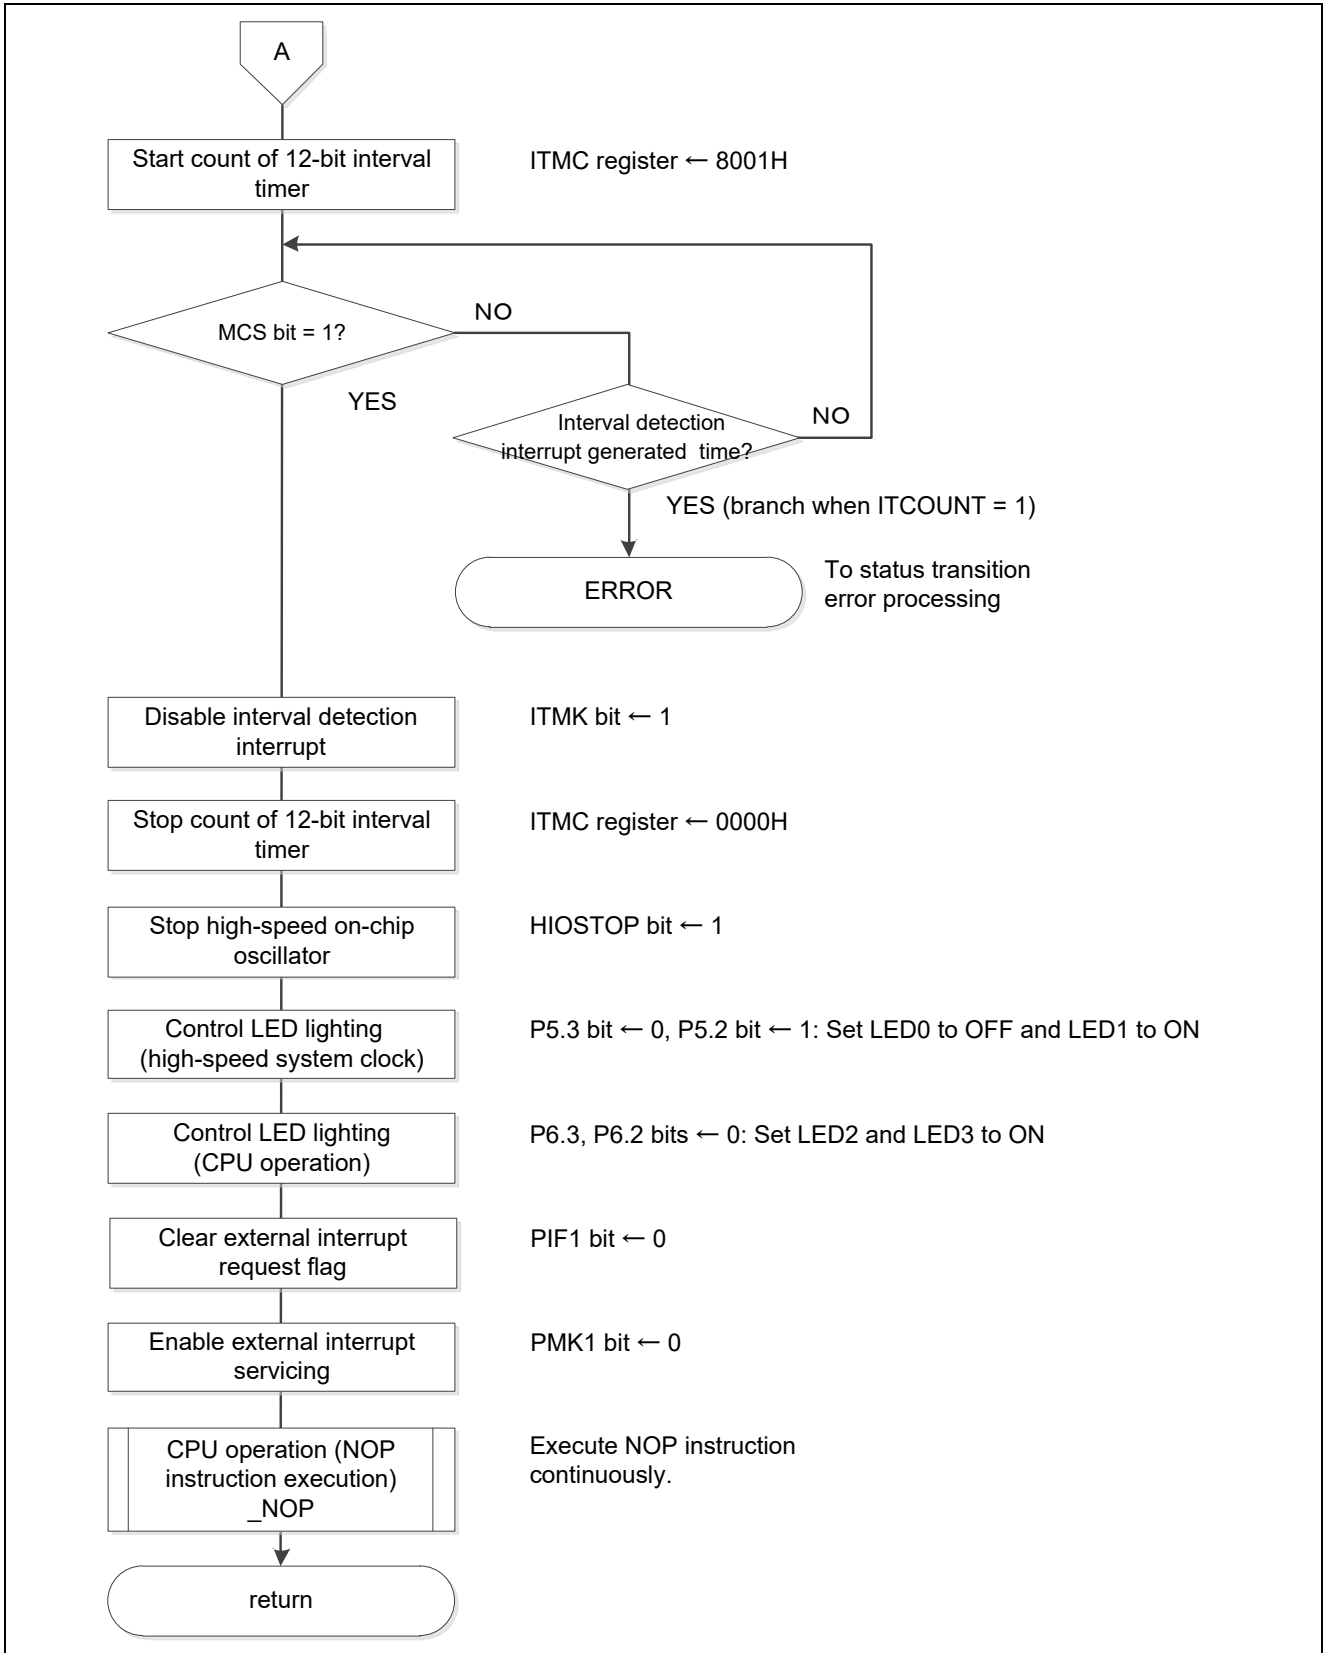 A
Start count of 12-bit interval
timer
ITMC register ← 8001H
MCS bit = 1?
NO
YES
Interval detection
interrupt generated  time?
NO
YES (branch when ITCOUNT = 1)
ERROR
To status transition
error processing
Disable interval detection
interrupt
ITMK bit ← 1
Stop count of 12-bit interval
timer
ITMC register ← 0000H
Stop high-speed on-chip
oscillator
HIOSTOP bit ← 1
Control LED lighting
(high-speed system clock)
P5.3 bit ← 0, P5.2 bit ← 1: Set LED0 to OFF and LED1 to ON
Control LED lighting
(CPU operation)
P6.3, P6.2 bits ← 0: Set LED2 and LED3 to ON
Clear external interrupt
request flag
PIF1 bit ← 0
Enable external interrupt
servicing
PMK1 bit ← 0
CPU operation (NOP
instruction execution)
_NOP
Execute NOP instruction
continuously.
return